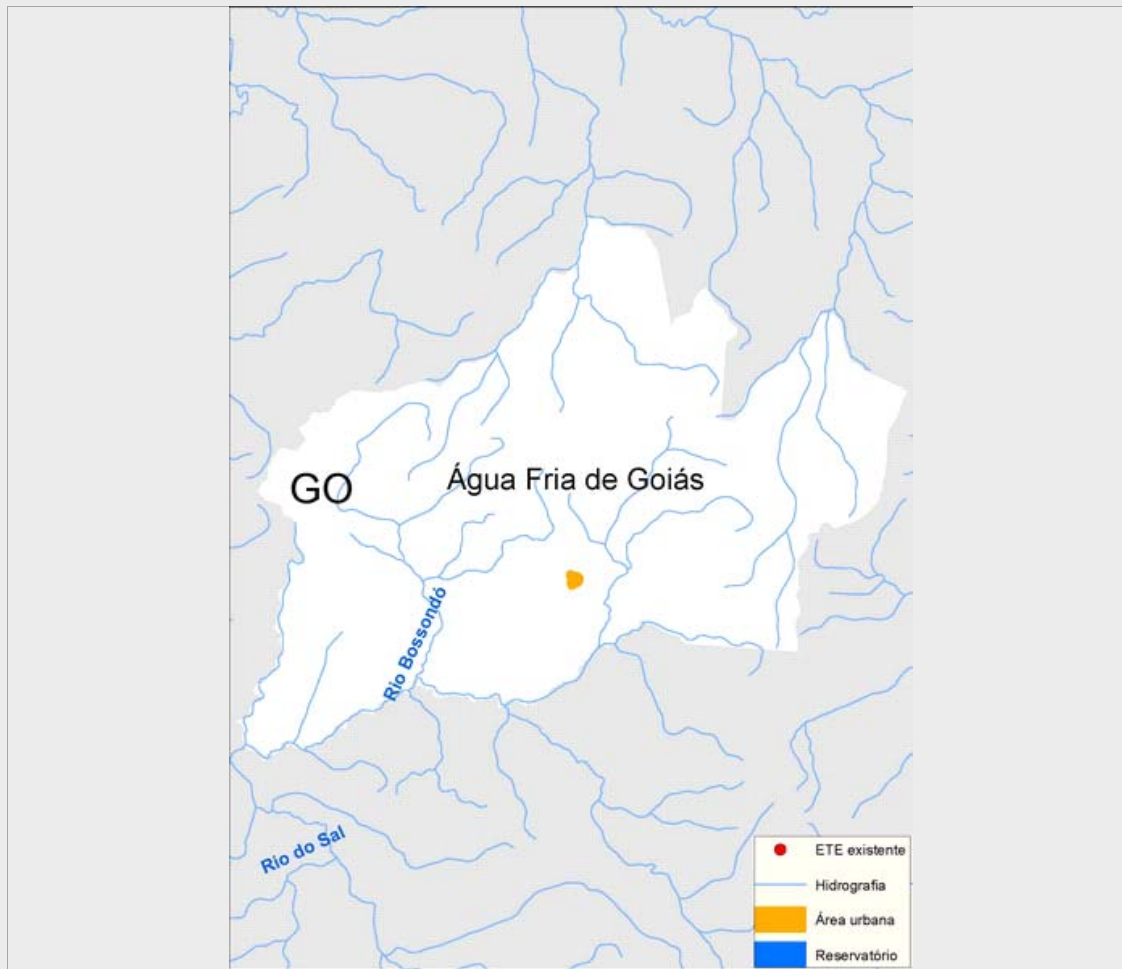 GO
Água Fria de Goiás
Rio Bossondó
Rio do Sal
ETE existente
Hidrografia
Área urbana
Reservatório